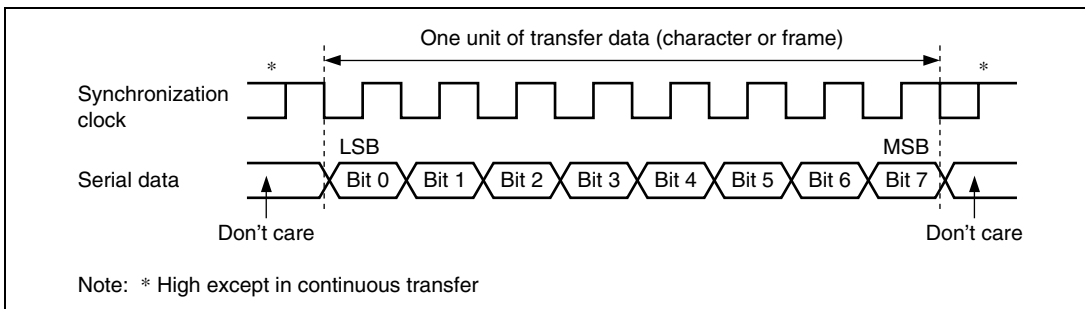 One unit of transfer data (character or frame)
* *
Synchronization
clock
LSB MSB
Serial data Bit 0 Bit 1 Bit 2 Bit 3 Bit 4 Bit 5 Bit 6 Bit 7
Don't care Don't care
Note: * High except in continuous transfer